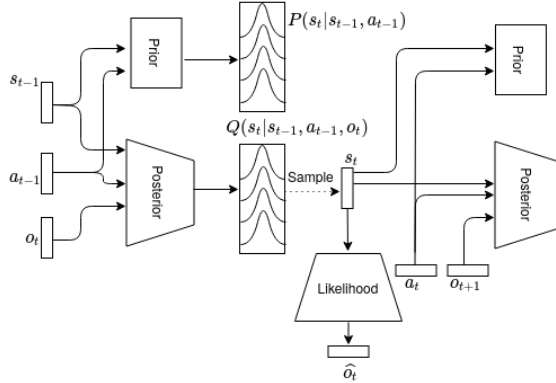 P(s_t|s_{t−1}, a_{t−1})
Prior
Prior
s_{t−1}
Q(s_t|s_{t−1}, a_{t−1}, o_t)
s_t
Sample
a_{t−1}
Posterior
Posterior
o_t
a_t
o_{t+1}
Likelihood
ô_t